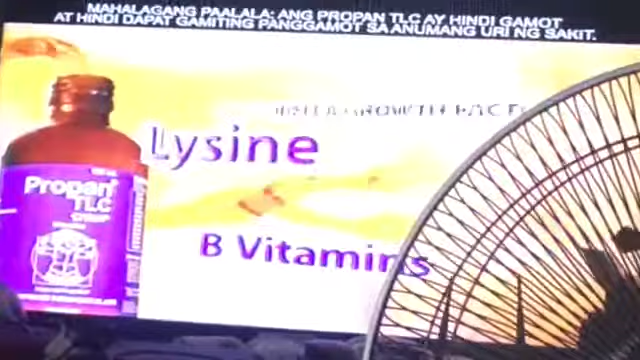 MAHALAGANG PAALALA: ANG PROPAN TLC AY HINDI GAMOT
AT HINDI DAPAT GAMITING PANGGAMOT SA ANUMANG URI NG SAKIT.
Lysine
Propan
TLC
B Vitamins